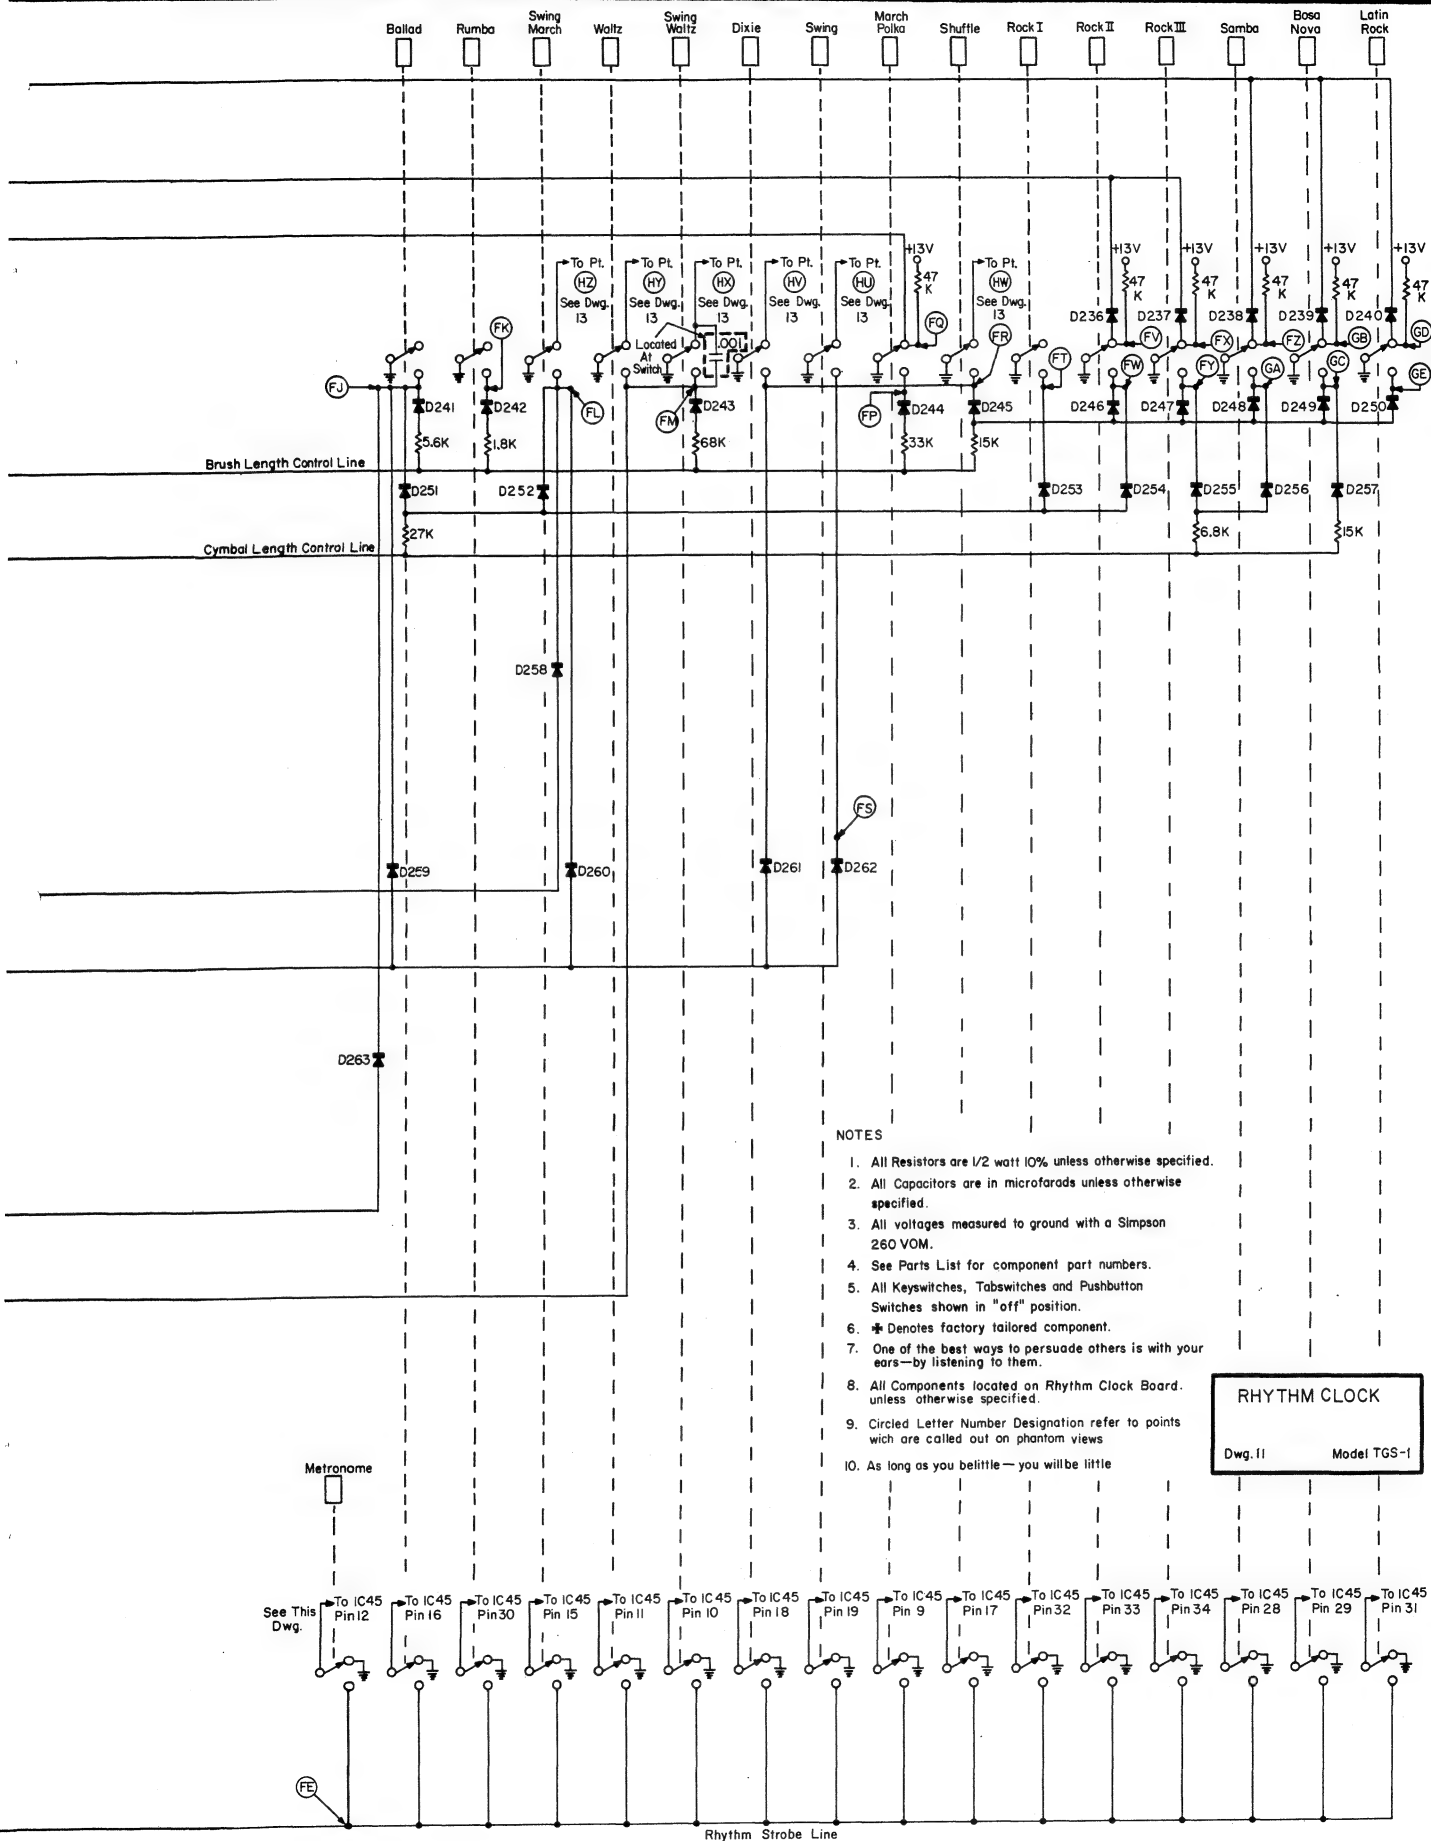 Ballad
Rumba
Swing
March
Waltz
Swing
Waltz
Dixie
Swing
March
Polka
Shuffle
Rock I
Rock II
Rock III
Samba
Bosa
Nova
Latin
Rock
+13V
47
K
+13V
47
K
+13V
47
K
+13V
47
K
+13V
47
K
+13V
47
K
To Pt.
HZ
See Dwg.
13
To Pt.
HY
See Dwg.
13
To Pt.
HX
See Dwg.
13
To Pt.
HV
See Dwg.
13
To Pt.
HU
See Dwg.
13
To Pt.
HW
See Dwg.
13
Located
At
Switch
.001
D236
D237
D238
D239
D240
FK
FQ
FR
FT
FV
FX
FZ
GB
GD
FJ
FL
FM
FP
FW
FY
GA
GC
GE
D241
D242
D243
D244
D245
D246
D247
D248
D249
D250
5.6K
1.8K
68K
33K
15K
Brush Length Control Line
D251
D252
D253
D254
D255
D256
D257
27K
6.8K
15K
Cymbal Length Control Line
D258
FS
D259
D260
D261
D262
D263
NOTES
1. All Resistors are 1/2 watt 10% unless otherwise specified.
2. All Capacitors are in microfarads unless otherwise
specified.
3. All voltages measured to ground with a Simpson
260 VOM.
4. See Parts List for component part numbers.
5. All Keyswitches, Tabswitches and Pushbutton
Switches shown in "off" position.
6. ✚ Denotes factory tailored component.
7. One of the best ways to persuade others is with your
ears—by listening to them.
8. All Components located on Rhythm Clock Board.
unless otherwise specified.
9. Circled Letter Number Designation refer to points
wich are called out on phantom views
10. As long as you belittle — you will be little
RHYTHM CLOCK
Dwg. 11 Model TGS-1
Metronome
See This
Dwg.
To IC45
Pin 12
To IC45
Pin 16
To IC45
Pin 30
To IC45
Pin 15
To IC45
Pin 11
To IC45
Pin 10
To IC45
Pin 18
To IC45
Pin 19
To IC45
Pin 9
To IC45
Pin 17
To IC45
Pin 32
To IC45
Pin 33
To IC45
Pin 34
To IC45
Pin 28
To IC45
Pin 29
To IC45
Pin 31
FE
Rhythm Strobe Line